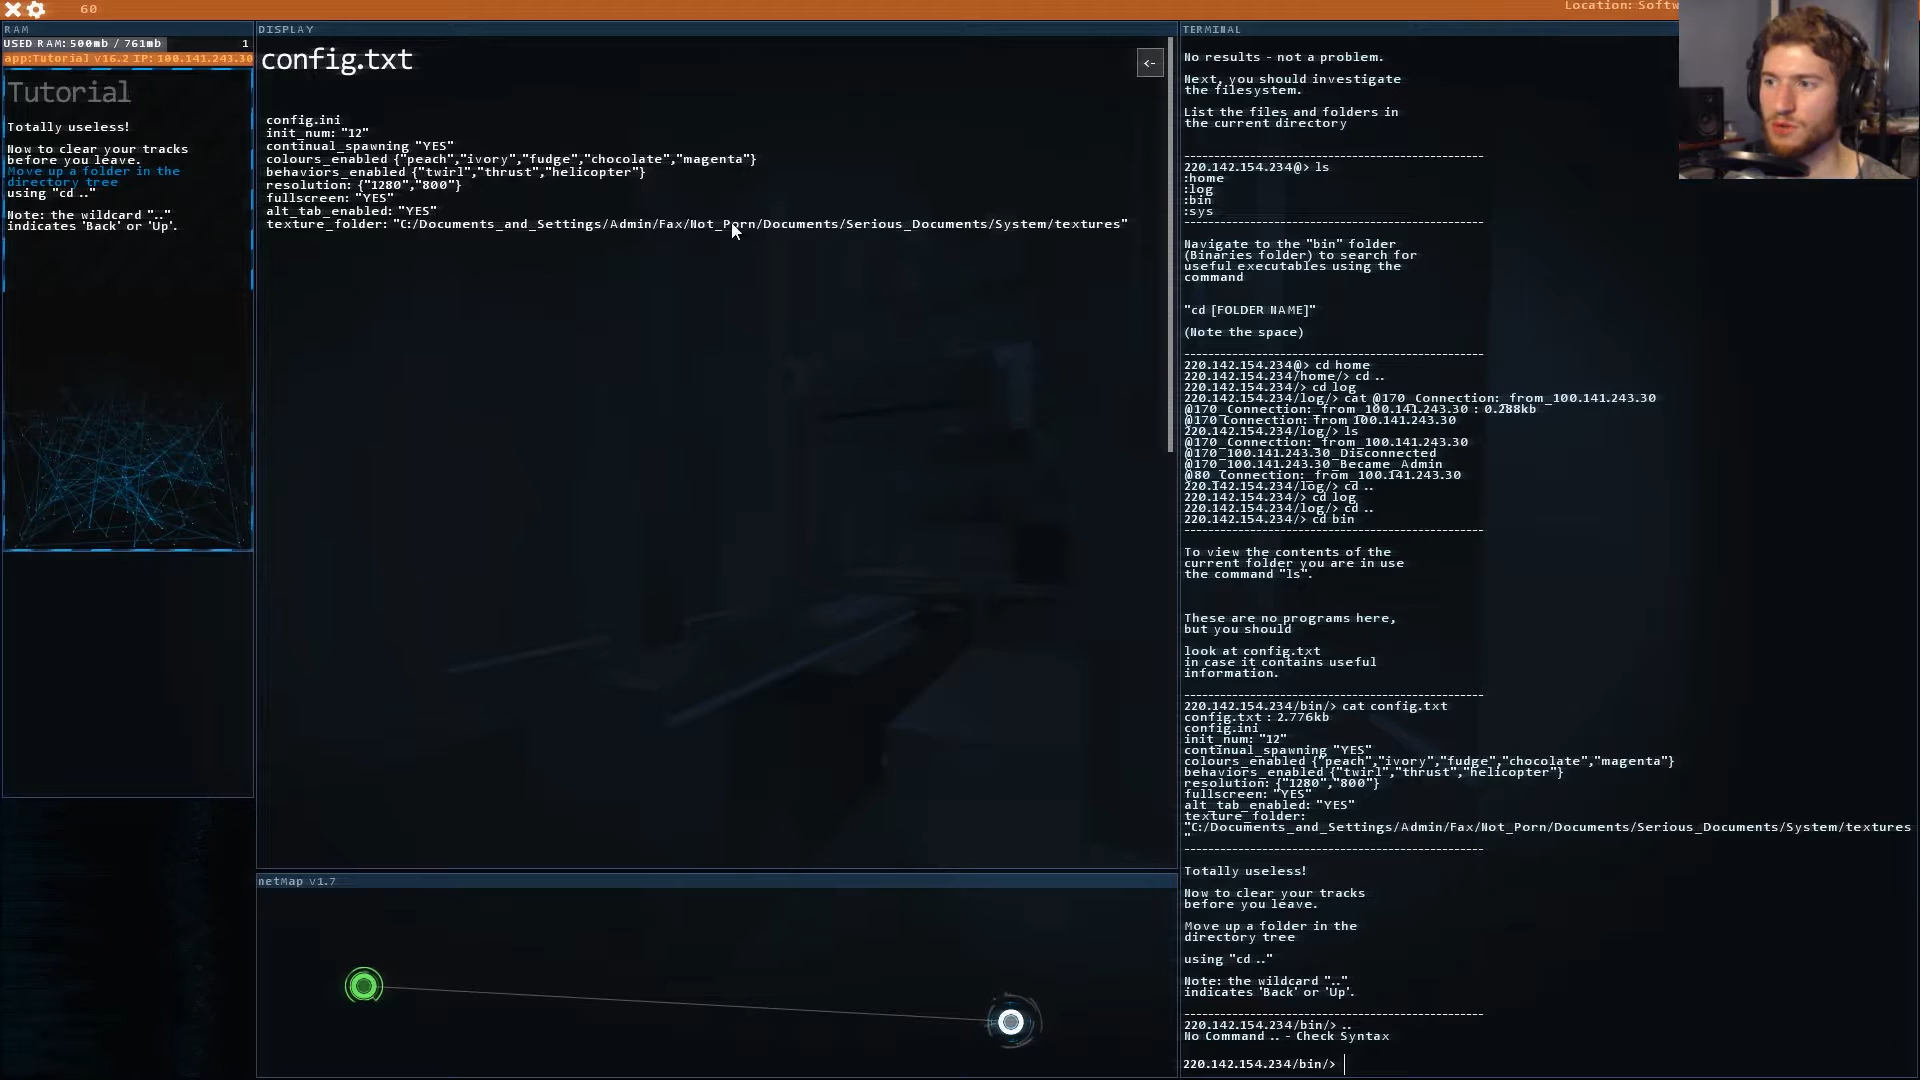 60
Location: Softw
RAM
USED RAM: 500mb / 761mb
1
app:Tutorial v16.2 IP: 100.141.243.30
Tutorial
Totally useless!
Now to clear your tracks
before you leave.
Move up a folder in the
directory tree
using "cd .."
Note: the wildcard ".."
indicates 'Back' or 'Up'.
DISPLAY
config.txt
<-
config.ini
init_num: "12"
continual_spawning "YES"
colours_enabled {"peach","ivory","fudge","chocolate","magenta"}
behaviors_enabled {"twirl","thrust","helicopter"}
resolution: {"1280","800"}
fullscreen: "YES"
alt_tab_enabled: "YES"
texture_folder: "C:/Documents_and_Settings/Admin/Fax/Not_Porn/Documents/Serious_Documents/System/textures"
netMap v1.7
TERMINAL
No results - not a problem.
Next, you should investigate
the filesystem.
List the files and folders in
the current directory
---------------------------------------------
220.142.154.234@> ls
:home
:log
:bin
:sys
---------------------------------------------
Navigate to the "bin" folder
(Binaries folder) to search for
useful executables using the
command
"cd [FOLDER NAME]"
(Note the space)
---------------------------------------------
220.142.154.234@> cd home
220.142.154.234/home/> cd ..
220.142.154.234/> cd log
220.142.154.234/log/> cat @170_Connection:_from_100.141.243.30
@170_Connection:_from_100.141.243.30 : 0.288kb
@170 Connection: from 100.141.243.30
220.142.154.234/log/> ls
@170_Connection:_from_100.141.243.30
@170_100.141.243.30_Disconnected
@170_100.141.243.30_Became_Admin
@80_Connection:_from_100.141.243.30
220.142.154.234/log/> cd ..
220.142.154.234/> cd log
220.142.154.234/log/> cd ..
220.142.154.234/> cd bin
---------------------------------------------
To view the contents of the
current folder you are in use
the command "ls".
These are no programs here,
but you should
look at config.txt
in case it contains useful
information.
---------------------------------------------
220.142.154.234/bin/> cat config.txt
config.txt : 2.776kb
config.ini
init_num: "12"
continual_spawning "YES"
colours_enabled {"peach","ivory","fudge","chocolate","magenta"}
behaviors_enabled {"twirl","thrust","helicopter"}
resolution: {"1280","800"}
fullscreen: "YES"
alt_tab_enabled: "YES"
texture_folder:
"C:/Documents_and_Settings/Admin/Fax/Not_Porn/Documents/Serious_Documents/System/textures
"
---------------------------------------------
Totally useless!
Now to clear your tracks
before you leave.
Move up a folder in the
directory tree
using "cd .."
Note: the wildcard ".."
indicates 'Back' or 'Up'.
---------------------------------------------
220.142.154.234/bin/> ..
No Command .. - Check Syntax
220.142.154.234/bin/>